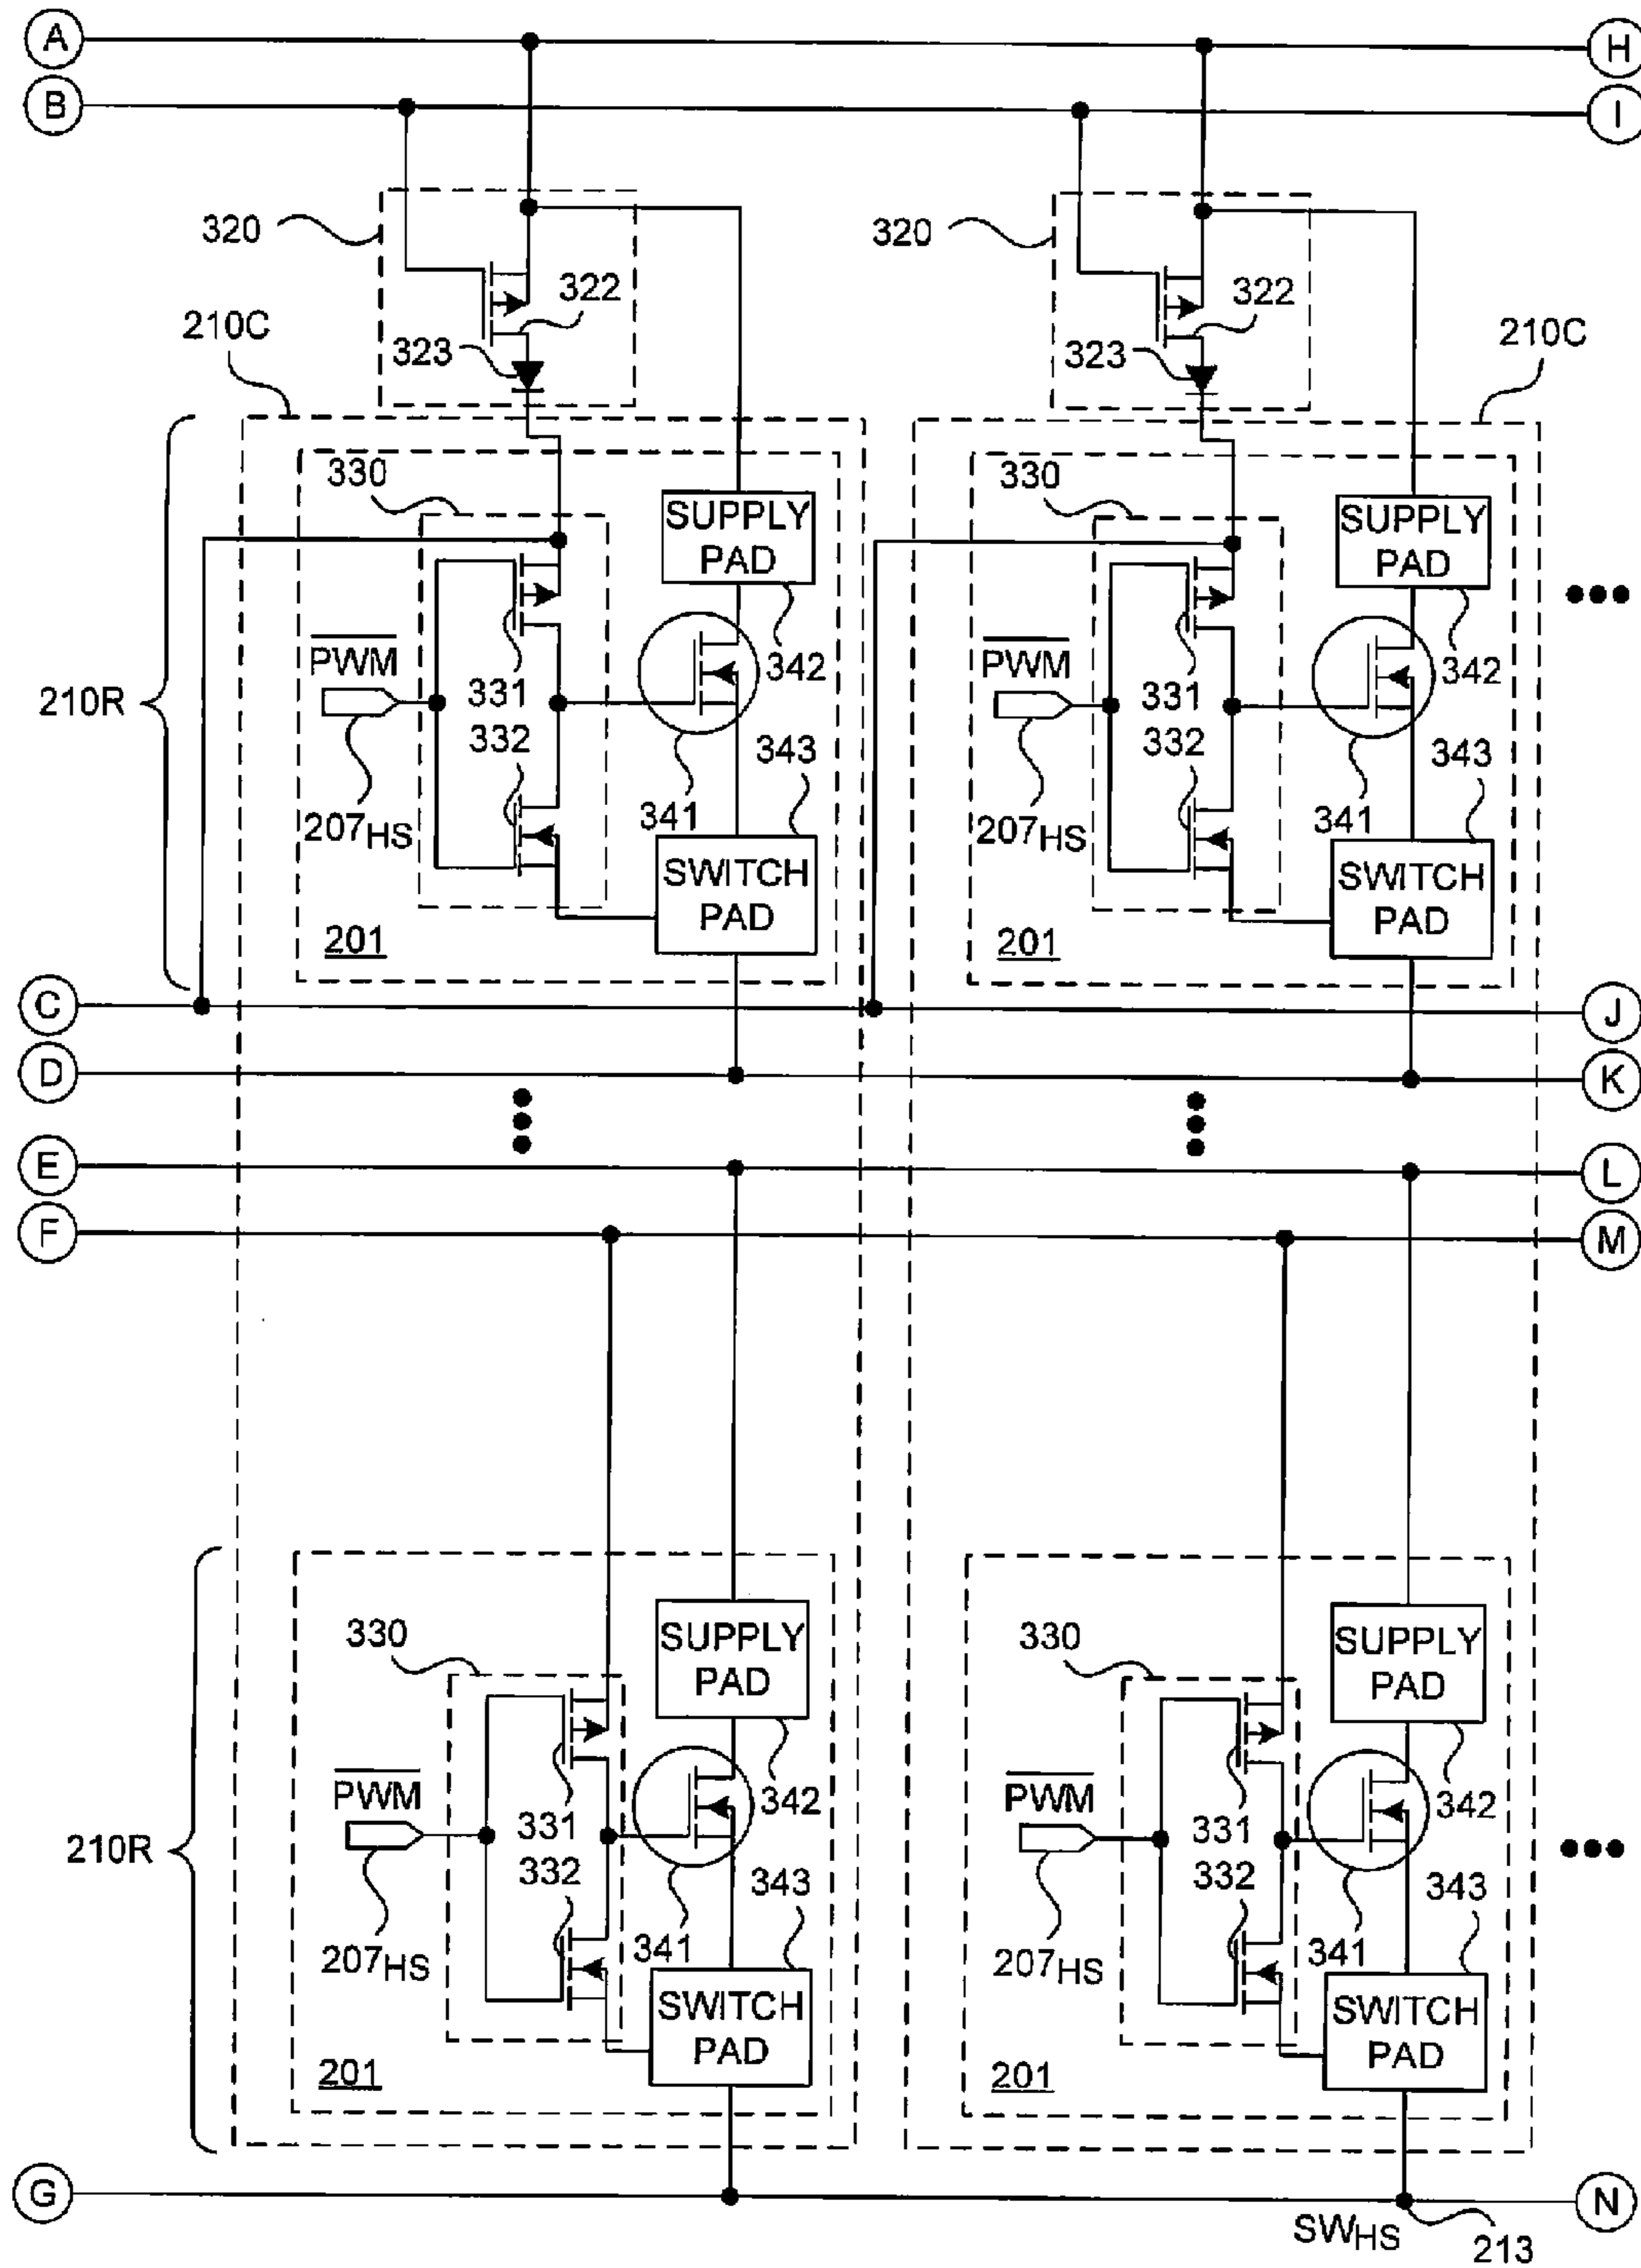 A
H
B
I
320
320
322
322
210C
323
323
210C
330
330
SUPPLY
PAD
SUPPLY
PAD
PWM
PWM
342
342
210R
331
331
332
332
343
343
207HS
341
207HS
341
SWITCH
PAD
SWITCH
PAD
201
201
C
J
D
K
E
L
F
M
330
SUPPLY
PAD
330
SUPPLY
PAD
PWM
342
PWM
342
210R
331
331
332
343
332
343
207HS
341
207HS
341
SWITCH
PAD
SWITCH
PAD
201
201
G
N
SWHS
213